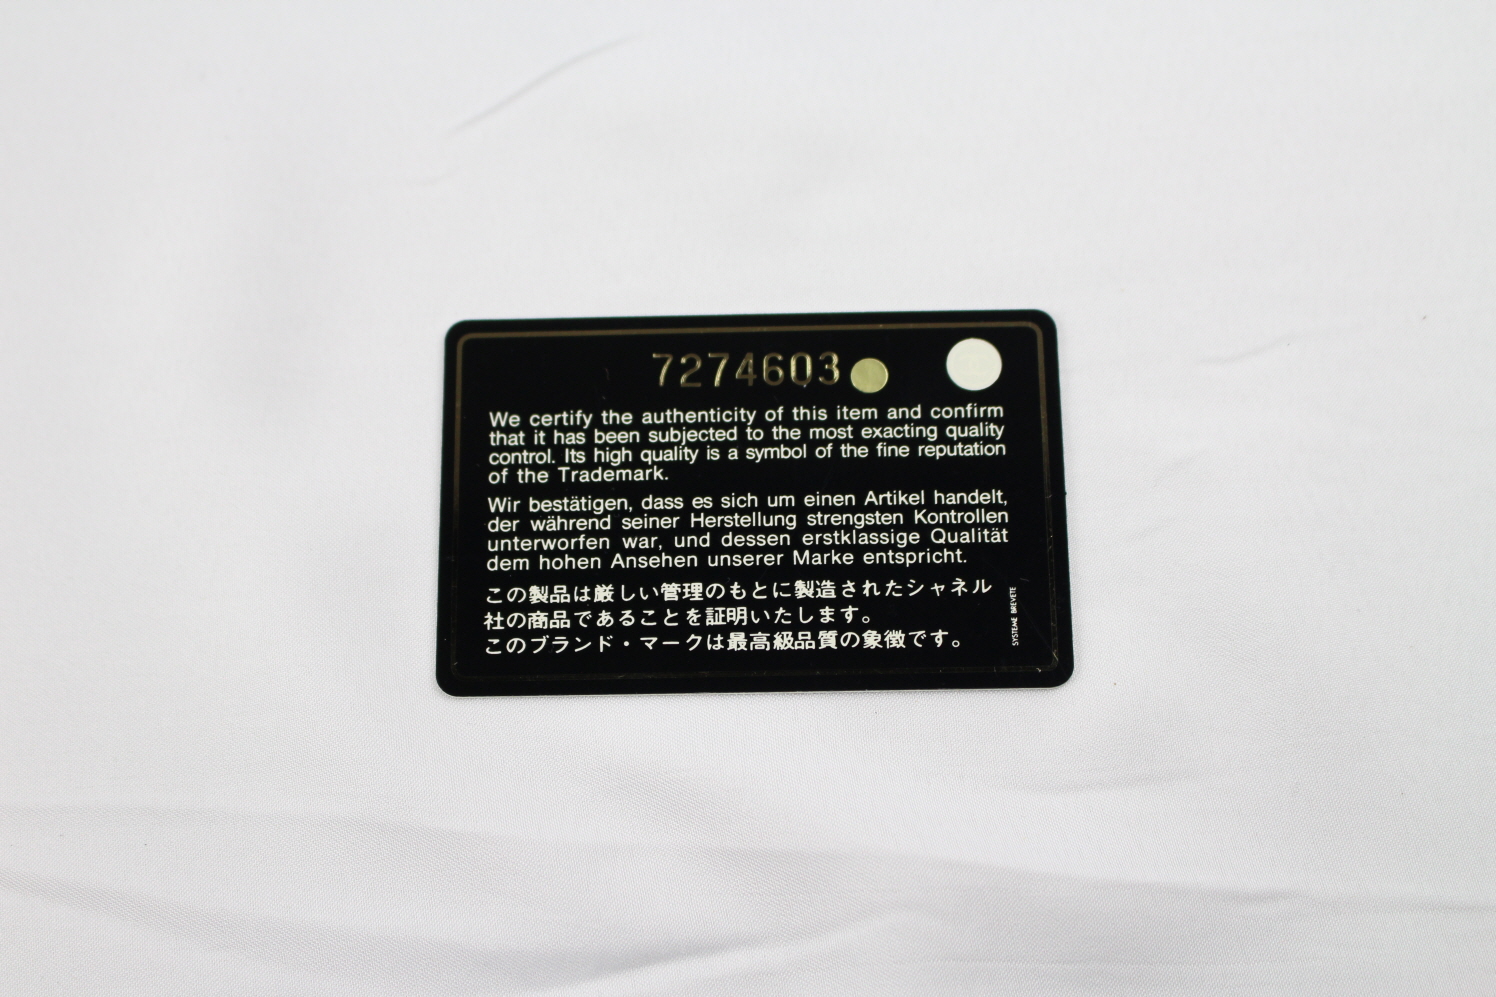 7274603
We certify the authenticity of this item and confirm
that it has been subjected to the most exacting quality
control. Its high quality is a symbol of the fine reputation
of the Trademark.
Wir bestätigen, dass es sich um einen Artikel handelt,
der während seiner Herstellung strengsten Kontrollen
unterworfen war, und dessen erstklassige Qualität
dem hohen Ansehen unserer Marke entspricht.
この製品は厳しい管理のもとに製造されたシャネル
社の商品であることを証明いたします。
このブランド・マークは最高級品質の象徴です。
SYSTEME BREVETE